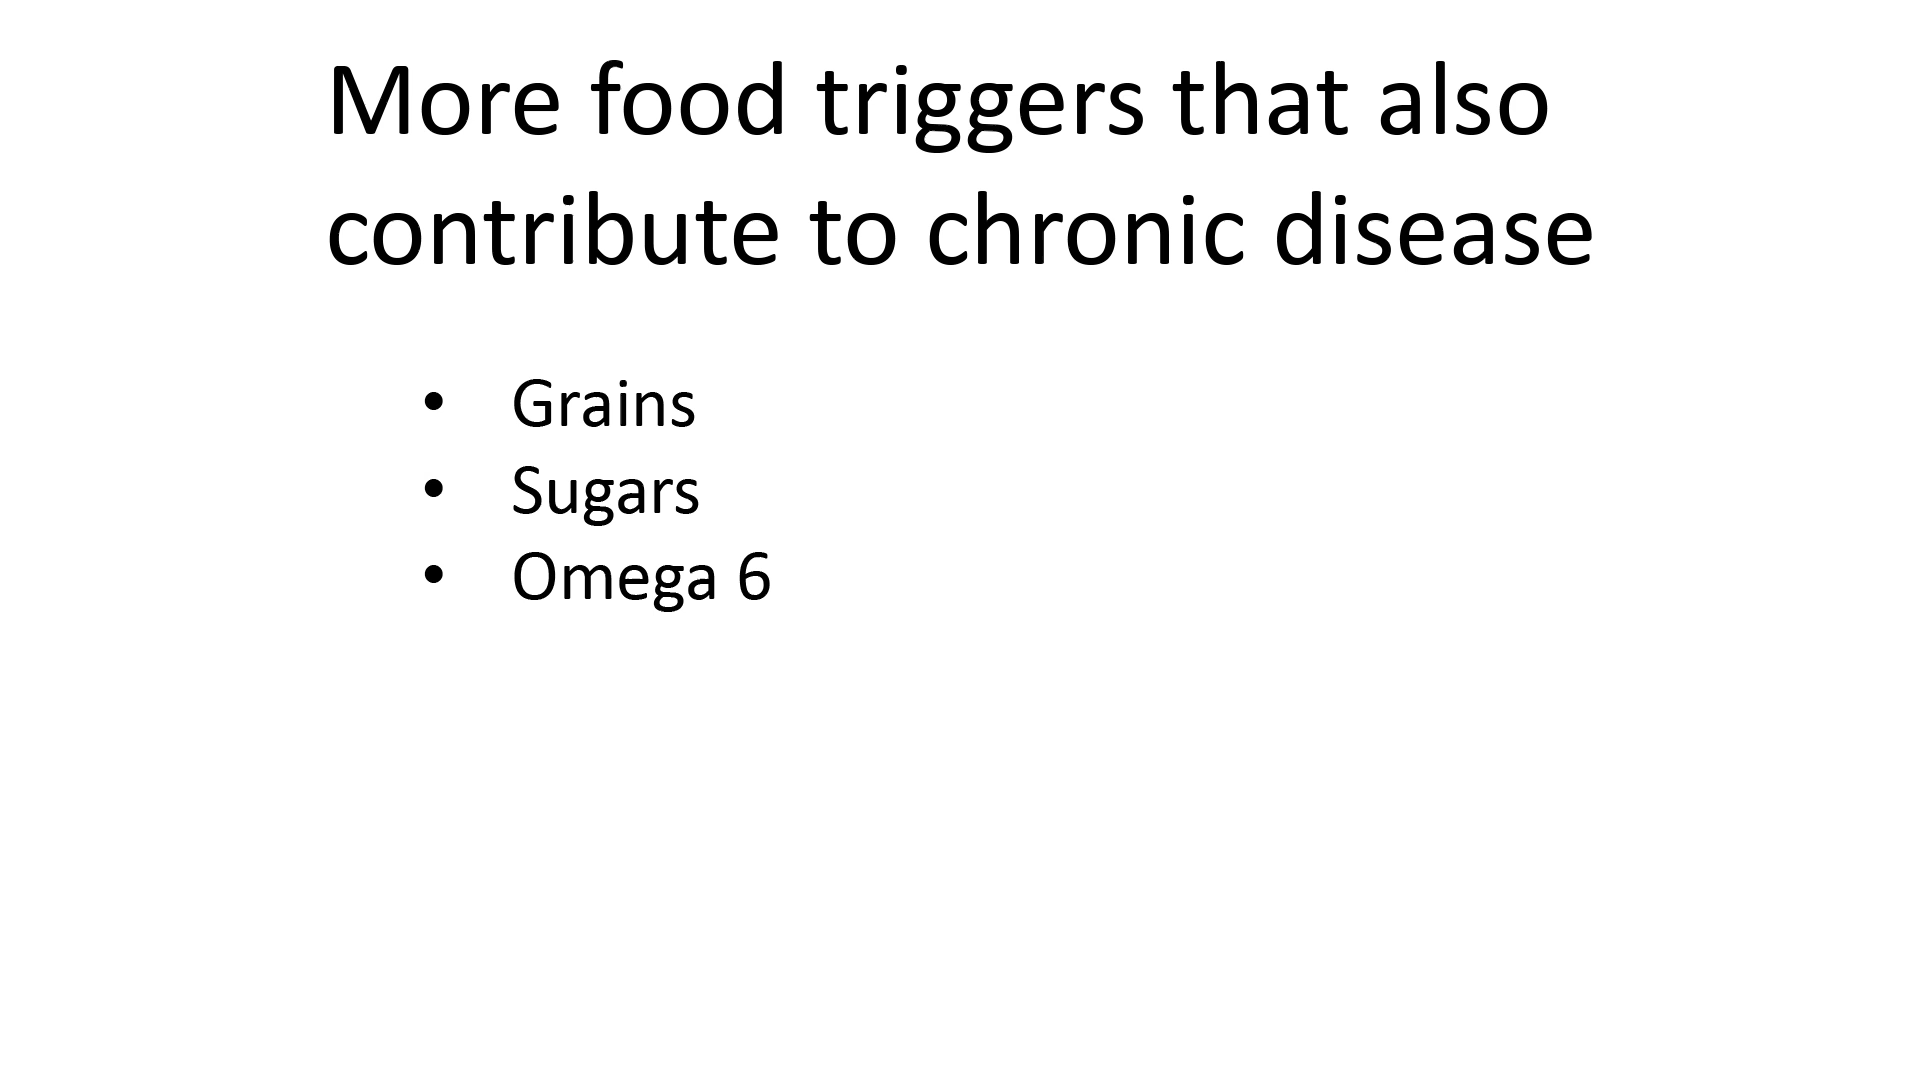 More food triggers that also
contribute to chronic disease
• Grains
• Sugars
• Omega 6